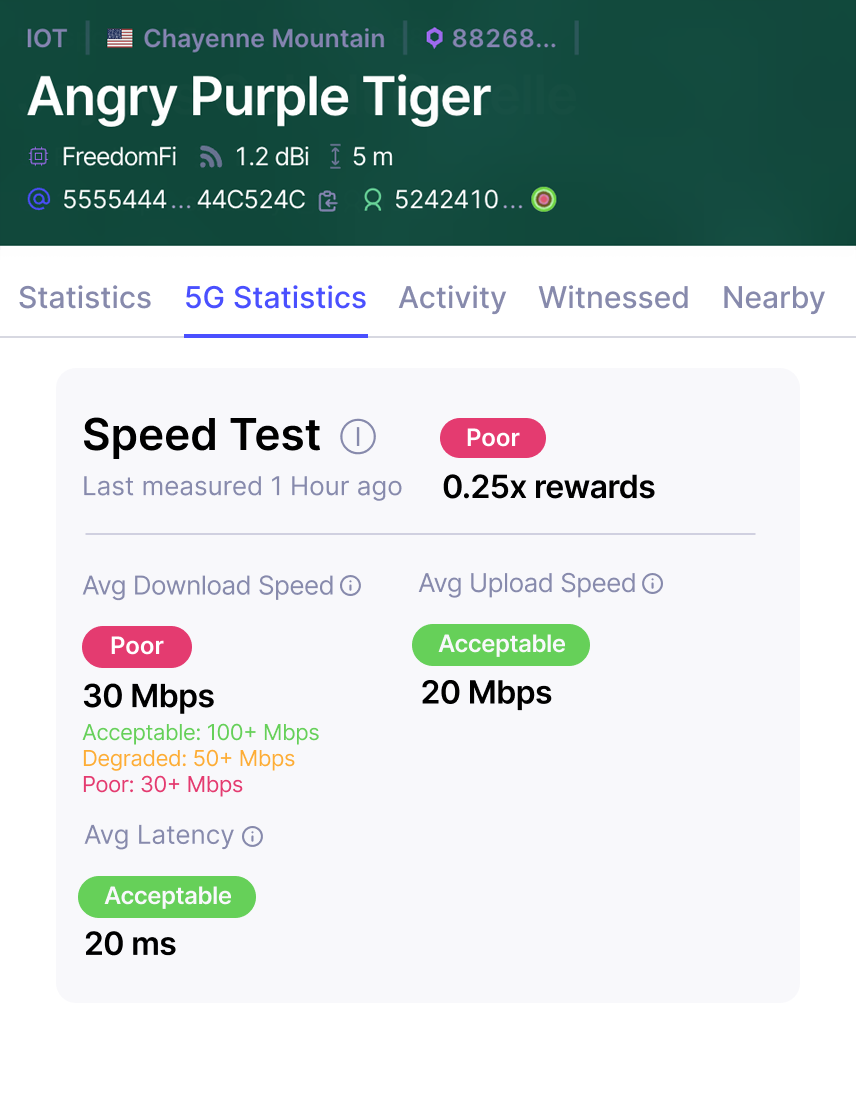 IOT | Chayenne Mountain | 88268... |
Angry Purple Tiger
FreedomFi 1.2 dBi 5 m
5555444...44C524C 5242410...
Statistics 5G Statistics Activity Witnessed Nearby
Speed Test Poor
Last measured 1 Hour ago 0.25x rewards
Avg Download Speed Avg Upload Speed
Poor Acceptable
30 Mbps 20 Mbps
Acceptable: 100+ Mbps
Degraded: 50+ Mbps
Poor: 30+ Mbps
Avg Latency
Acceptable
20 ms